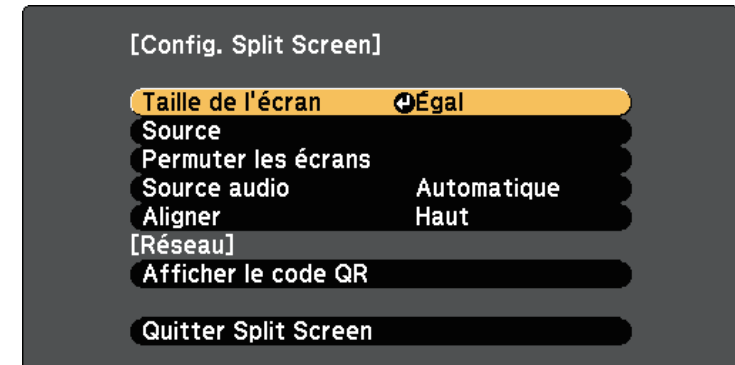 [Config. Split Screen]
Taille de l'écran Égal
Source
Permuter les écrans
Source audio Automatique
Aligner Haut
[Réseau]
Afficher le code QR
Quitter Split Screen